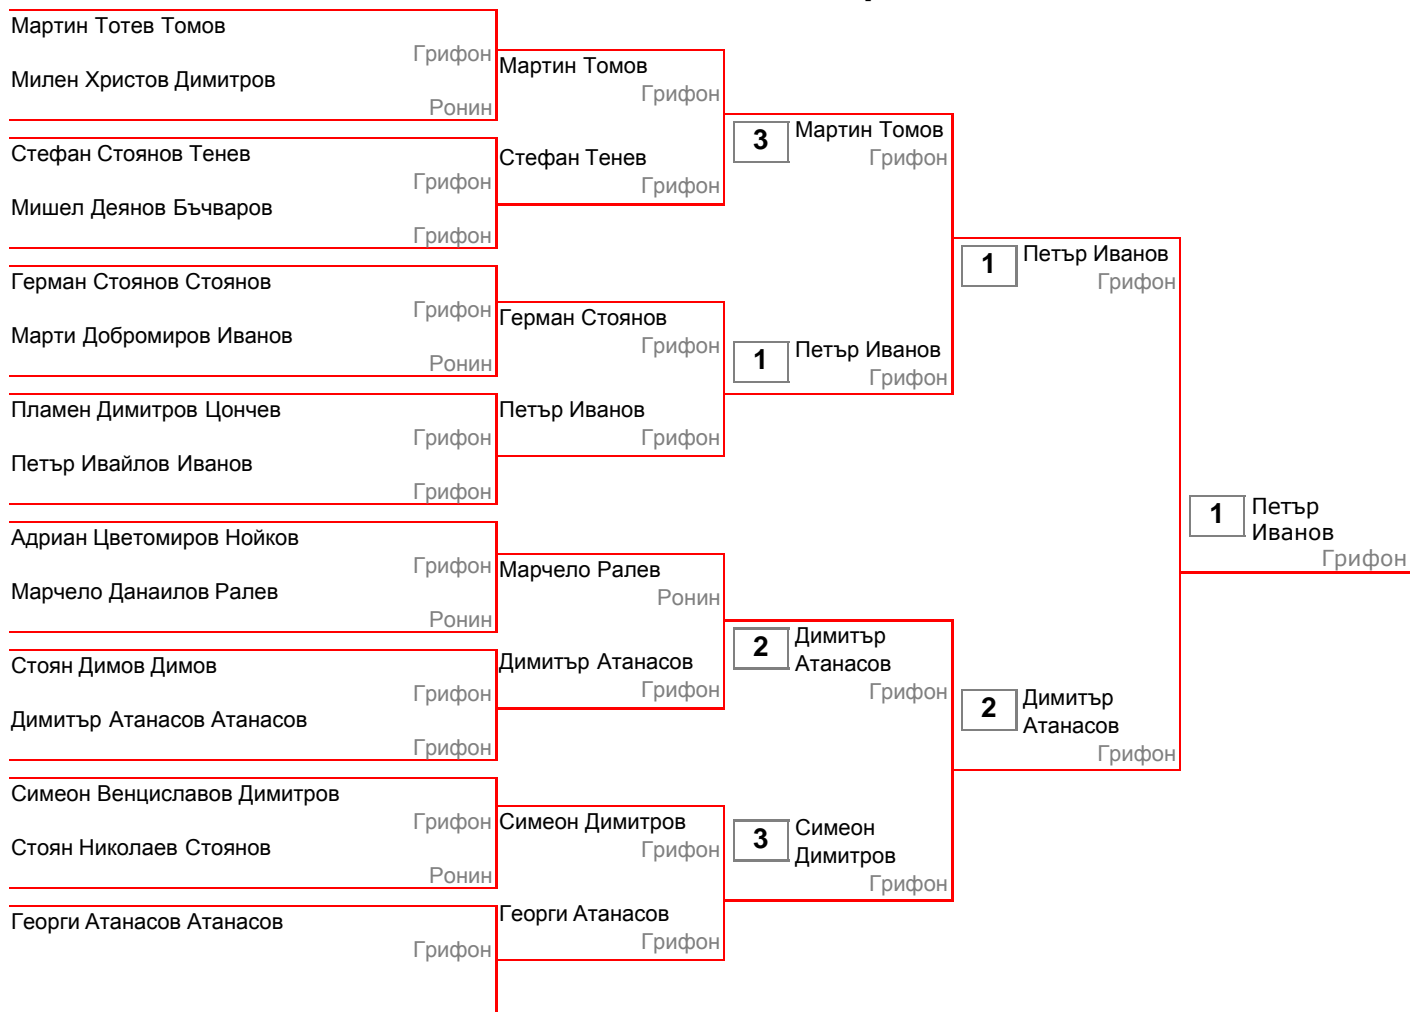 Мартин Тотев Томов
Грифон
Милен Христов Димитров
Ронин
Стефан Стоянов Тенев
Грифон
Мишел Деянов Бъчваров
Грифон
Герман Стоянов Стоянов
Грифон
Марти Добромиров Иванов
Ронин
Пламен Димитров Цончев
Грифон
Петър Ивайлов Иванов
Грифон
Адриан Цветомиров Нойков
Грифон
Марчело Данаилов Ралев
Ронин
Стоян Димов Димов
Грифон
Димитър Атанасов Атанасов
Грифон
Симеон Венциславов Димитров
Грифон
Стоян Николаев Стоянов
Ронин
Георги Атанасов Атанасов
Грифон
Мартин Томов
Грифон
Стефан Тенев
Грифон
Герман Стоянов
Грифон
Петър Иванов
Грифон
Марчело Ралев
Ронин
Димитър Атанасов
Грифон
Симеон Димитров
Грифон
Георги Атанасов
Грифон
3 Мартин Томов
Грифон
1 Петър Иванов
Грифон
2 Димитър
Атанасов
Грифон
3 Симеон
Димитров
Грифон
1 Петър Иванов
Грифон
2 Димитър
Атанасов
Грифон
1 Петър
Иванов
Грифон